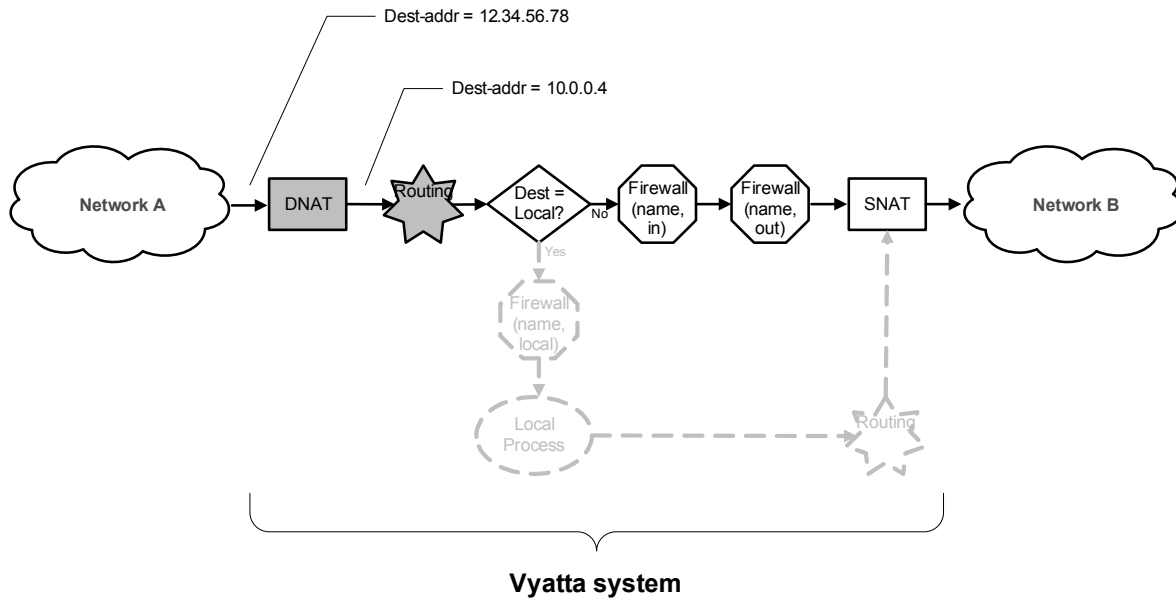 Dest-addr = 12.34.56.78
Dest-addr = 10.0.0.4
Network A
DNAT
Routing
Dest =
Local?
No
Firewall
(name,
in)
Firewall
(name,
out)
SNAT
Network B
Yes
Firewall
(name,
local)
Local
Process
Routing
Vyatta system